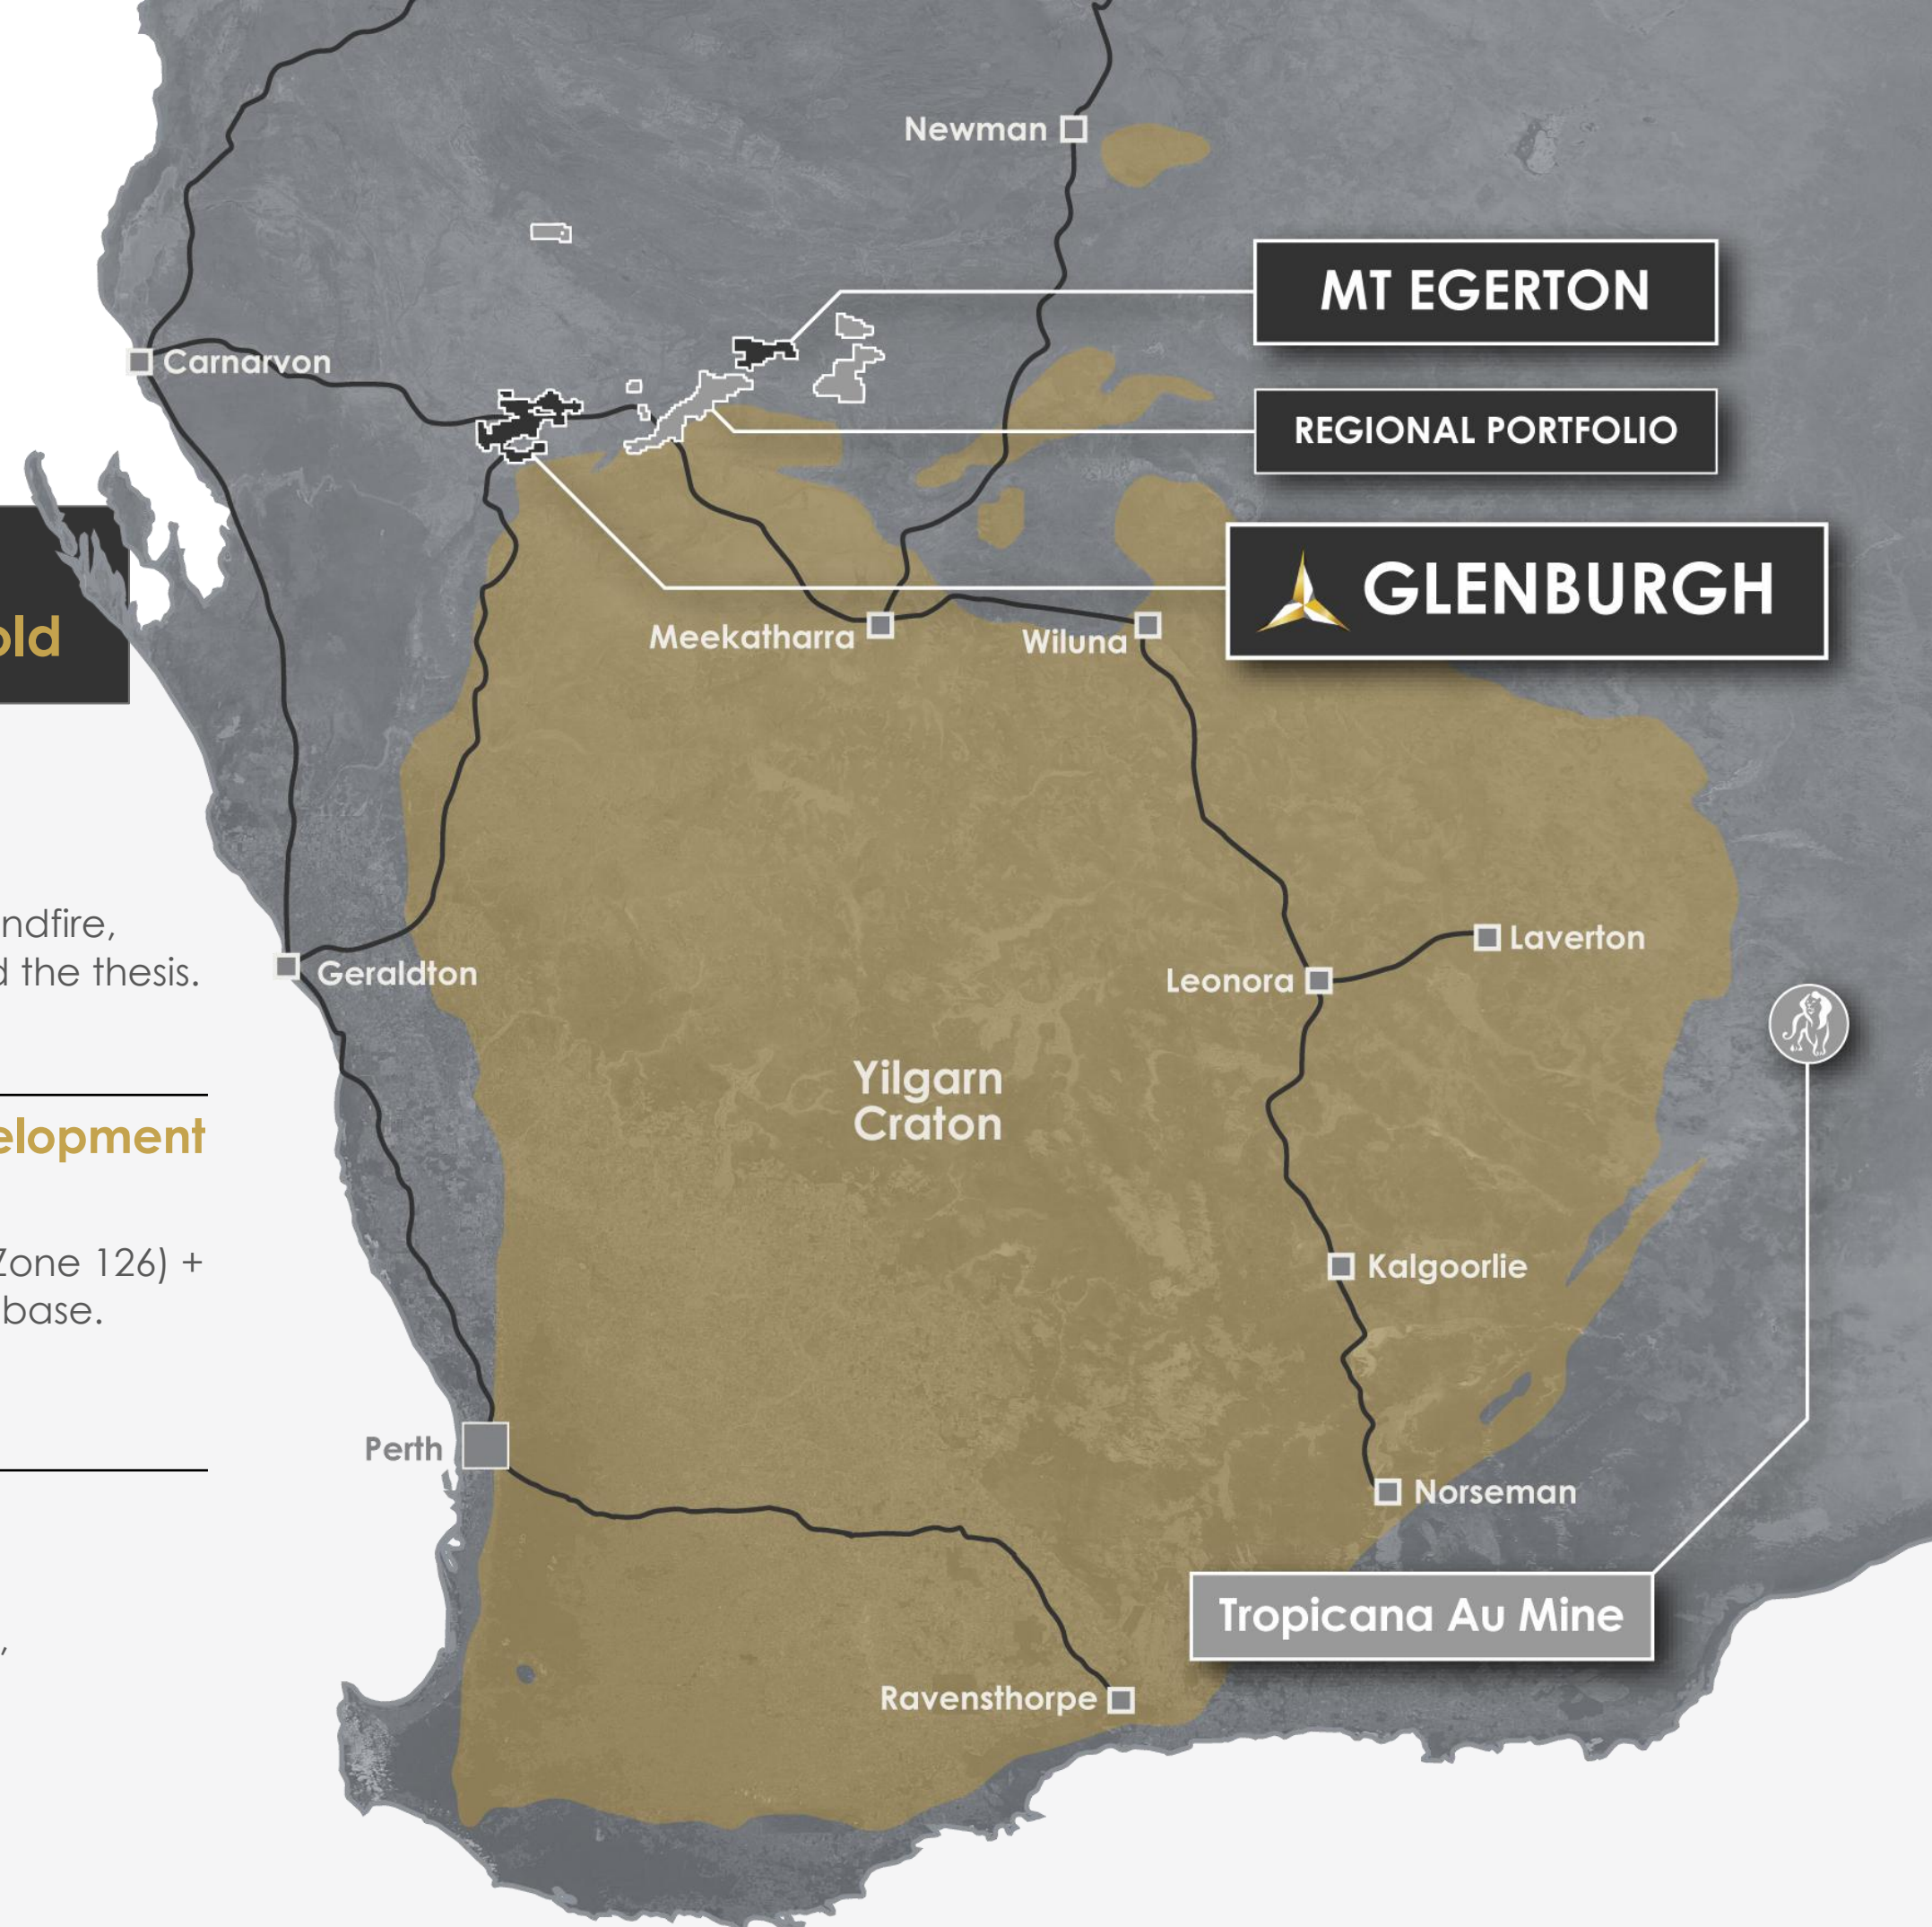 Newman
MT EGERTON
Carnarvon
REGIONAL PORTFOLIO
GLENBURGH
Meekatharra
Wiluna
old
ndfire,
d the thesis.
Laverton
Geraldton
Leonora
Yilgarn
Craton
elopment
Zone 126) +
base.
Kalgoorlie
Perth
Norseman
Tropicana Au Mine
,
Ravensthorpe